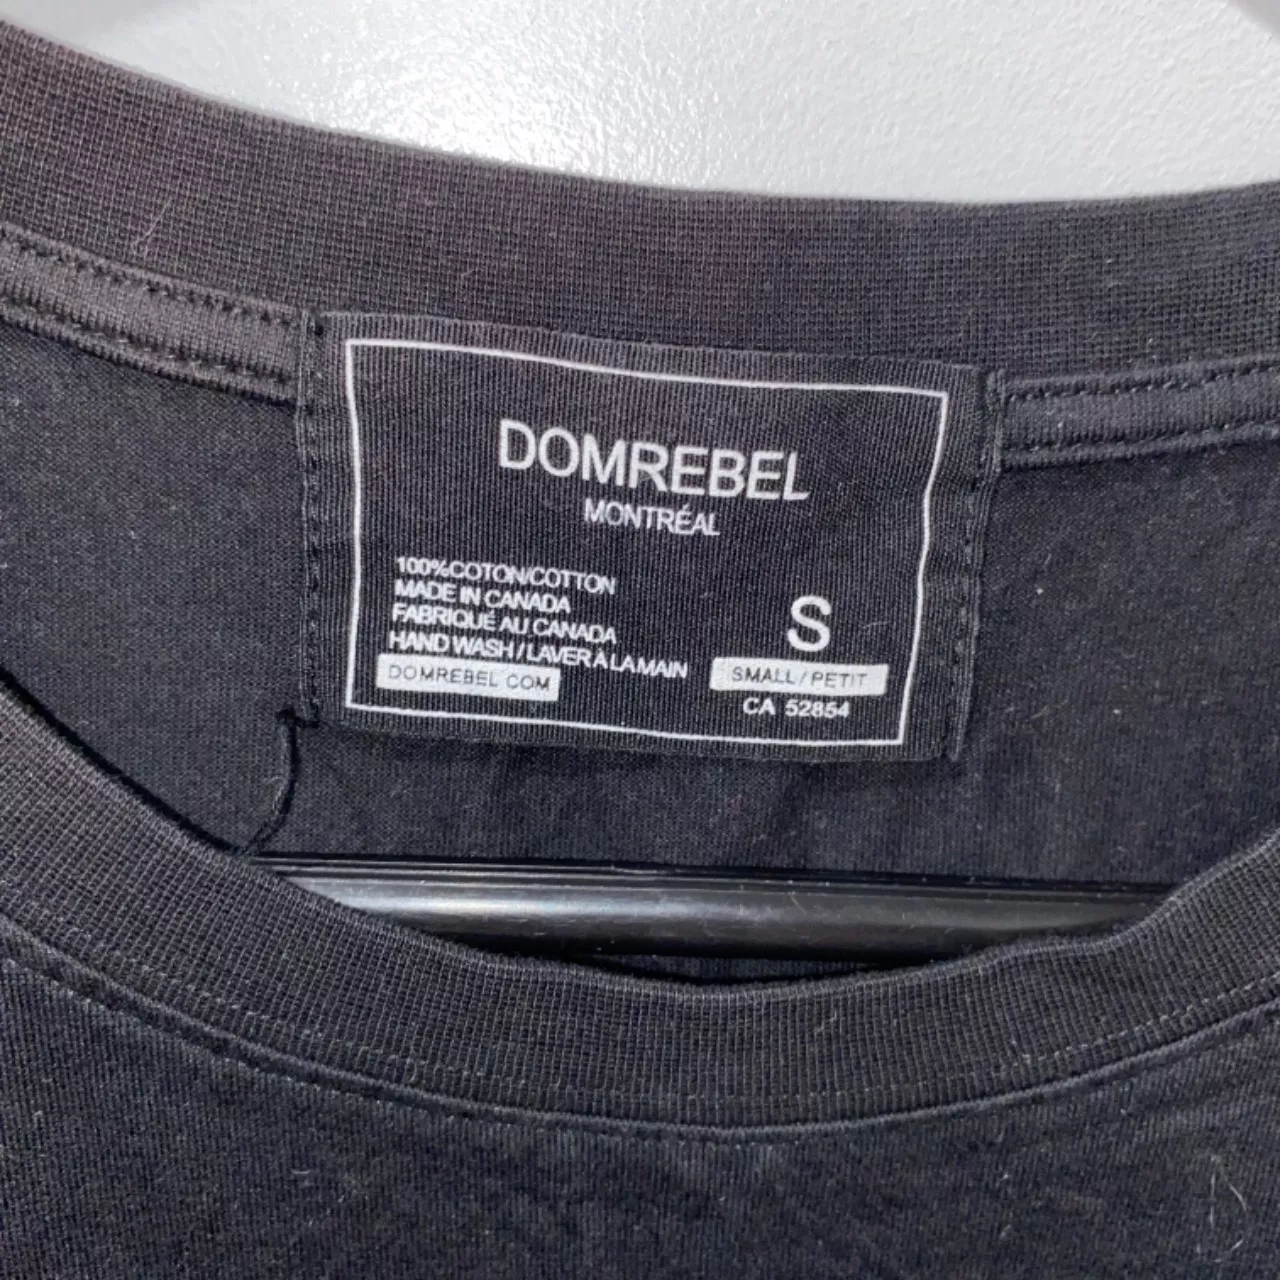 DOMREBEL
MONTRÉAL
100%COTON/COTTON
MADE IN CANADA
FABRIQUÉ AU CANADA
HAND WASH / LAVER À LA MAIN
DOMREBEL.COM
S
SMALL/PETIT
CA 52854